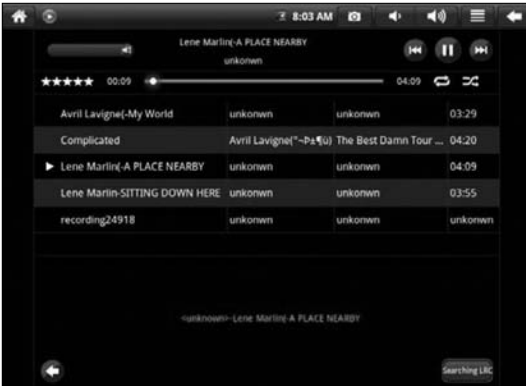 8:03 AM
Lene Marlin(-A PLACE NEARBY
unkonwn
00:09 04:09
Avril Lavigne(-My World unkonwn unkonwn 03:29
Complicated Avril Lavigne("¬Þ±¶ü) The Best Damn Tour ... 04:20
Lene Marlin(-A PLACE NEARBY unkonwn unkonwn 04:09
Lene Marlin-SITTING DOWN HERE unkonwn unkonwn 03:55
recording24918 unkonwn unkonwn unkonwn
<unknown>-Lene Marlin(-A PLACE NEARBY
Searching LRC